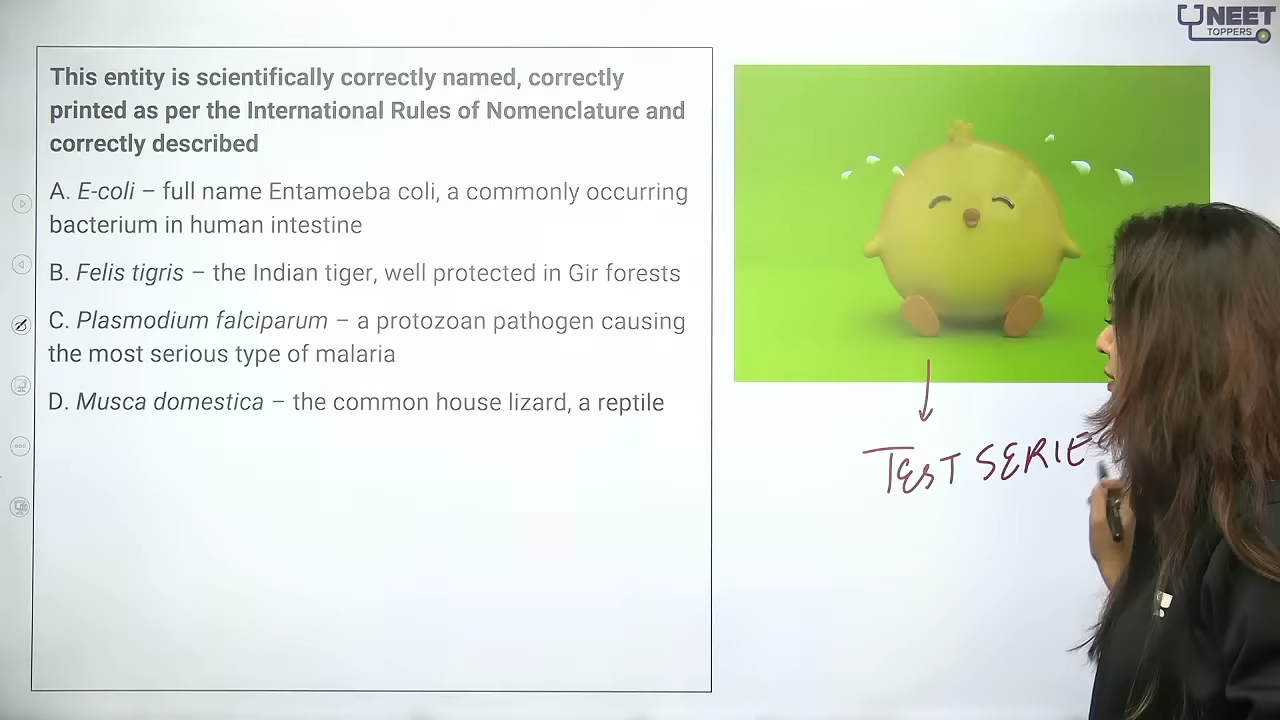 NEET
TOPPERS
This entity is scientifically correctly named, correctly
printed as per the International Rules of Nomenclature and
correctly described
A. E-coli – full name Entamoeba coli, a commonly occurring
bacterium in human intestine
B. Felis tigris – the Indian tiger, well protected in Gir forests
C. Plasmodium falciparum – a protozoan pathogen causing
the most serious type of malaria
D. Musca domestica – the common house lizard, a reptile
TEST SERIES